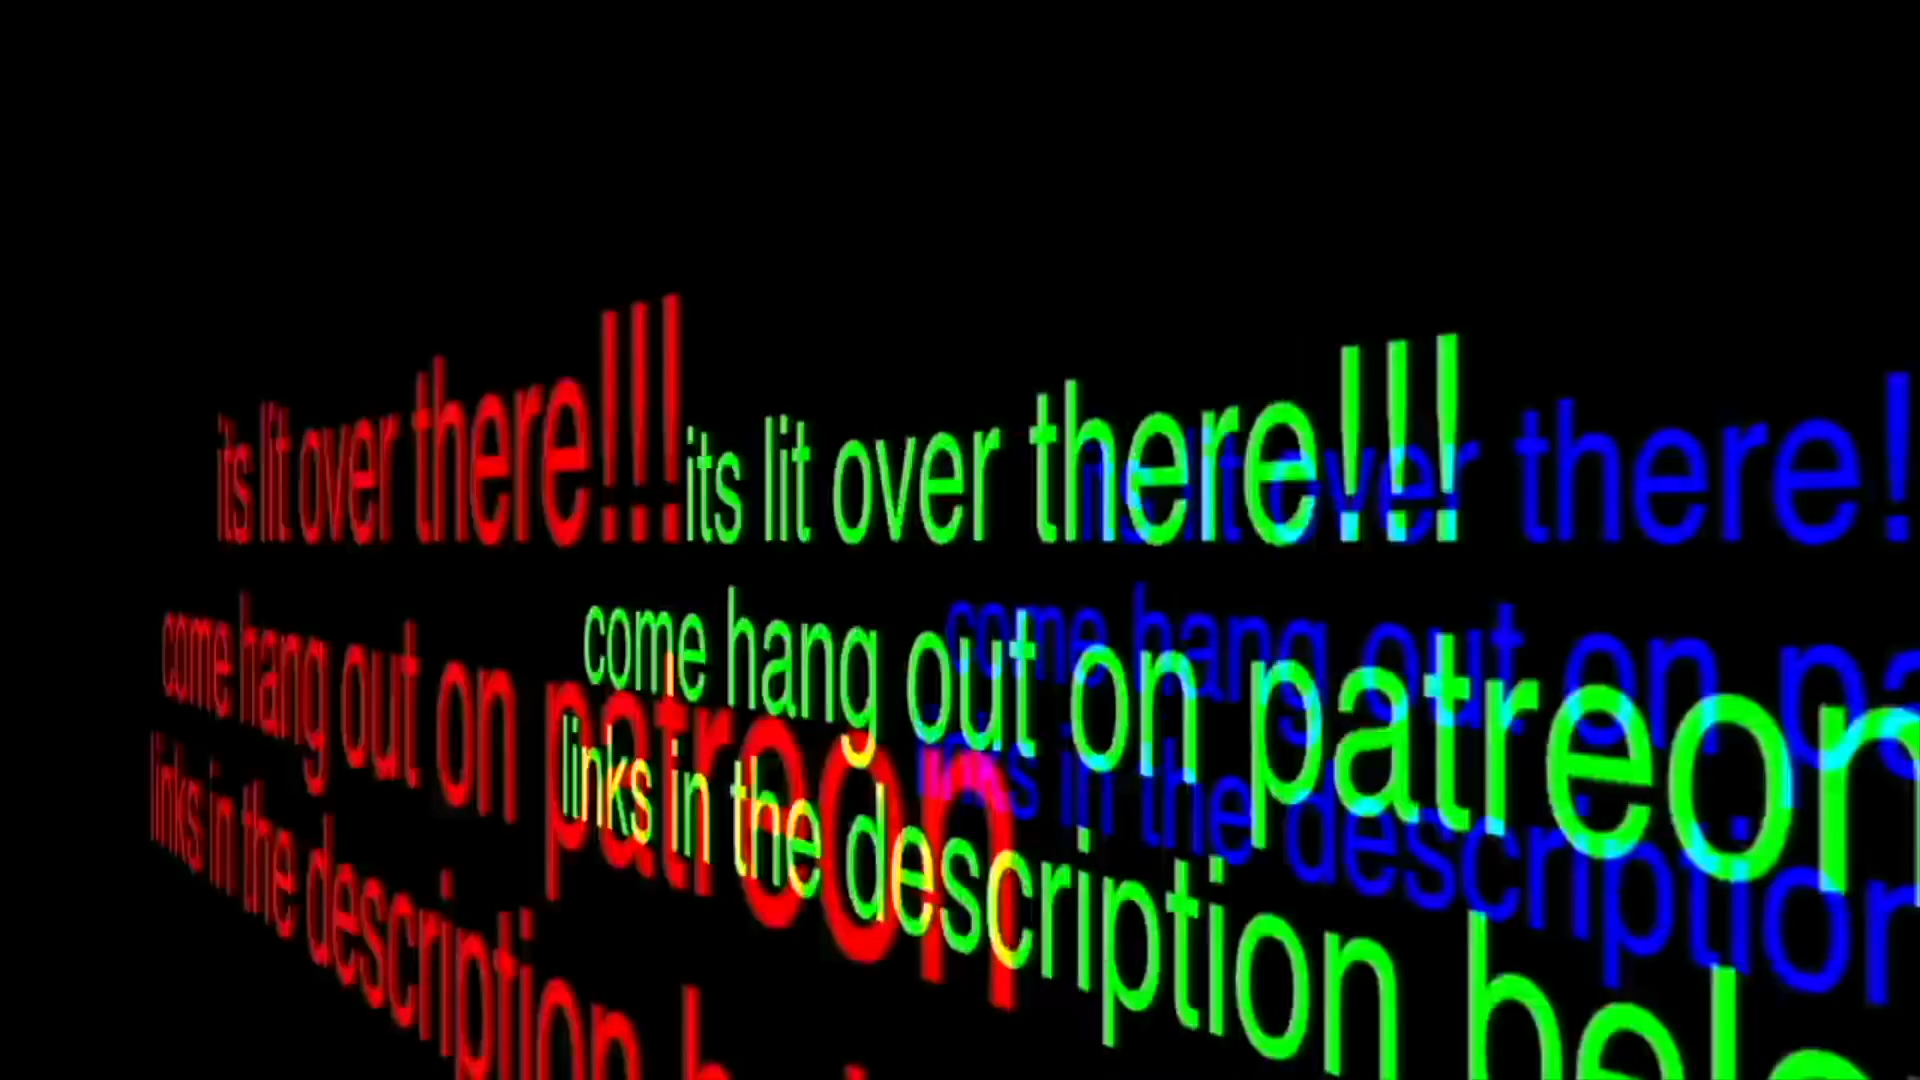 its lit over there!!!
come hang out on patreon
links in the description
its lit over there!!!
come hang out on patreon
links in the description belo
its lit over there!
come hang out on pa
links in the description